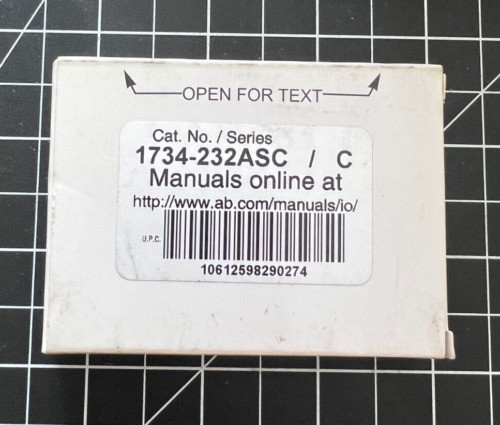 OPEN FOR TEXT
Cat. No. / Series
1734-232ASC / C
Manuals online at
http://www.ab.com/manuals/io/
U.P.C.
10612598290274